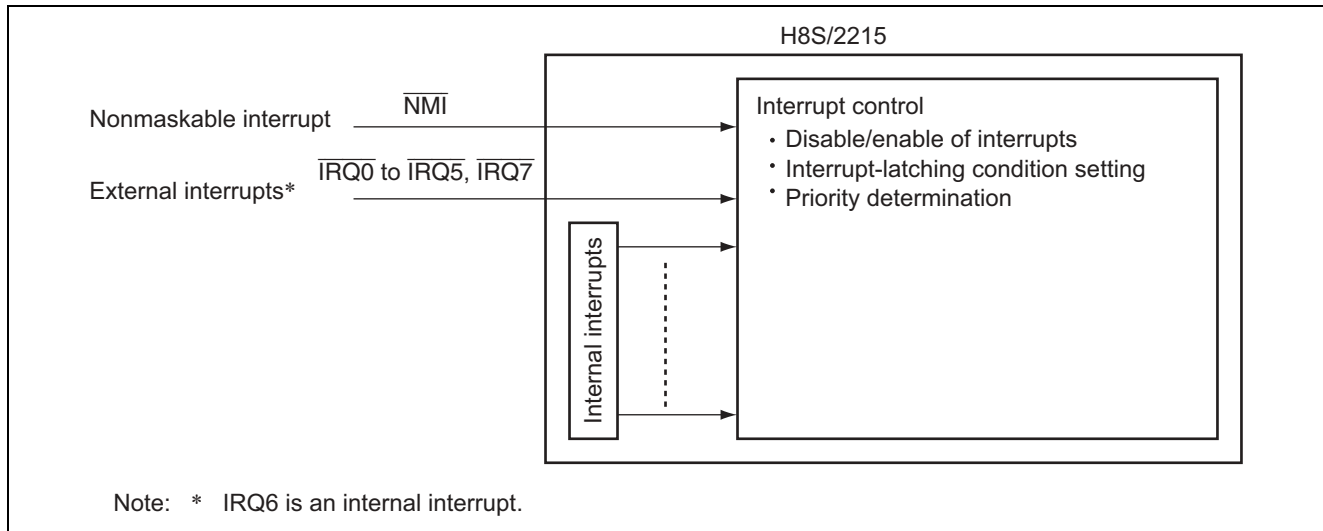 H8S/2215
Nonmaskable interrupt
NMI
External interrupts*
IRQ0 to IRQ5, IRQ7
Internal interrupts
Interrupt control
・Disable/enable of interrupts
・Interrupt-latching condition setting
・Priority determination
Note: * IRQ6 is an internal interrupt.